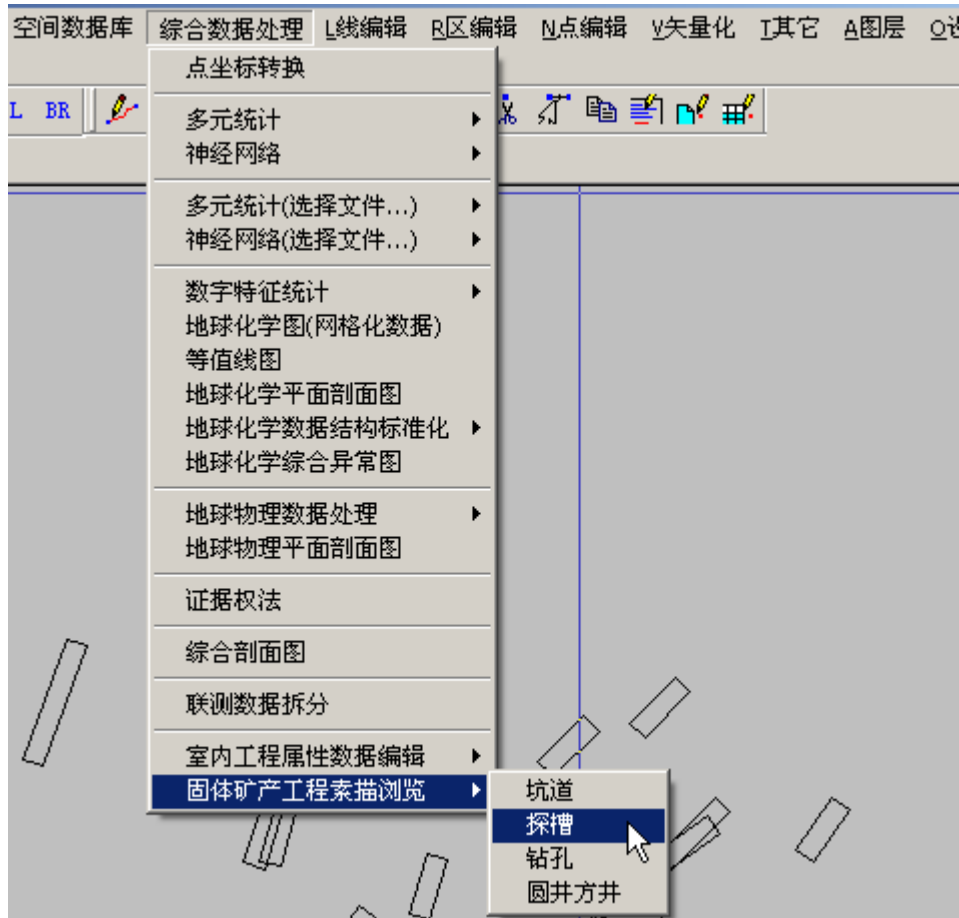 空间数据库 综合数据处理 L线编辑 R区编辑 N点编辑 V矢量化 I其它 A图层
点坐标转换
L BR
多元统计
神经网络
多元统计(选择文件...)
神经网络(选择文件...)
数字特征统计
地球化学图(网格化数据)
等值线图
地球化学平面剖面图
地球化学数据结构标准化
地球化学综合异常图
地球物理数据处理
地球物理平面剖面图
证据权法
综合剖面图
联测数据拆分
室内工程属性数据编辑
固体矿产工程素描浏览
坑道
探槽
钻孔
圆井方井